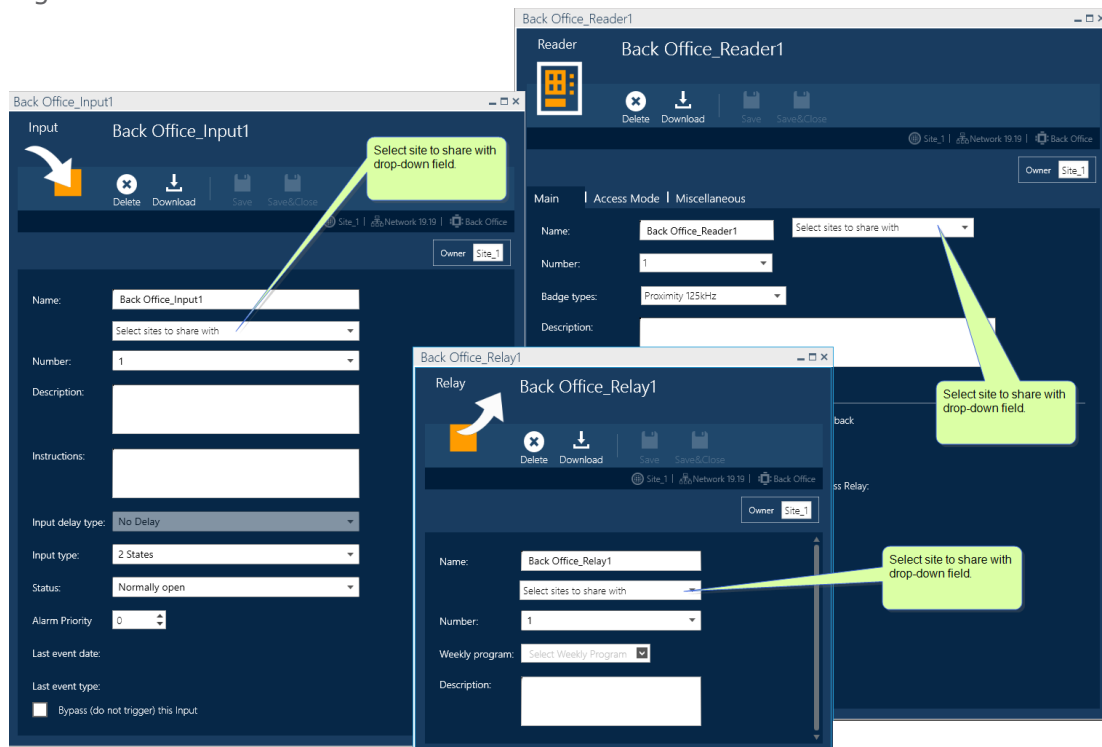 Back Office_Reader1
Reader
Back Office_Reader1
Delete Download Save Save&Close
Site_1 | Network 19.19 | Back Office
Owner Site_1
Main | Access Mode | Miscellaneous
Name: Back Office_Reader1 Select sites to share with
Number: 1
Badge types: Proximity 125kHz
Description:
Select site to share with
drop-down field.
back
ss Relay:
Back Office_Input1
Input
Back Office_Input1
Select site to share with
drop-down field.
Delete Download Save Save&Close
Site_1 | Network 19.19 | Back Office
Owner Site_1
Name: Back Office_Input1
Select sites to share with
Number: 1
Description:
Instructions:
Input delay type: No Delay
Input type: 2 States
Status: Normally open
Alarm Priority 0
Last event date:
Last event type:
Bypass (do not trigger) this Input
Back Office_Relay1
Relay
Back Office_Relay1
Delete Download Save Save&Close
Site_1 | Network 19.19 | Back Office
Owner Site_1
Name: Back Office_Relay1
Select sites to share with
Select site to share with
drop-down field.
Number: 1
Weekly program: Select Weekly Program
Description: